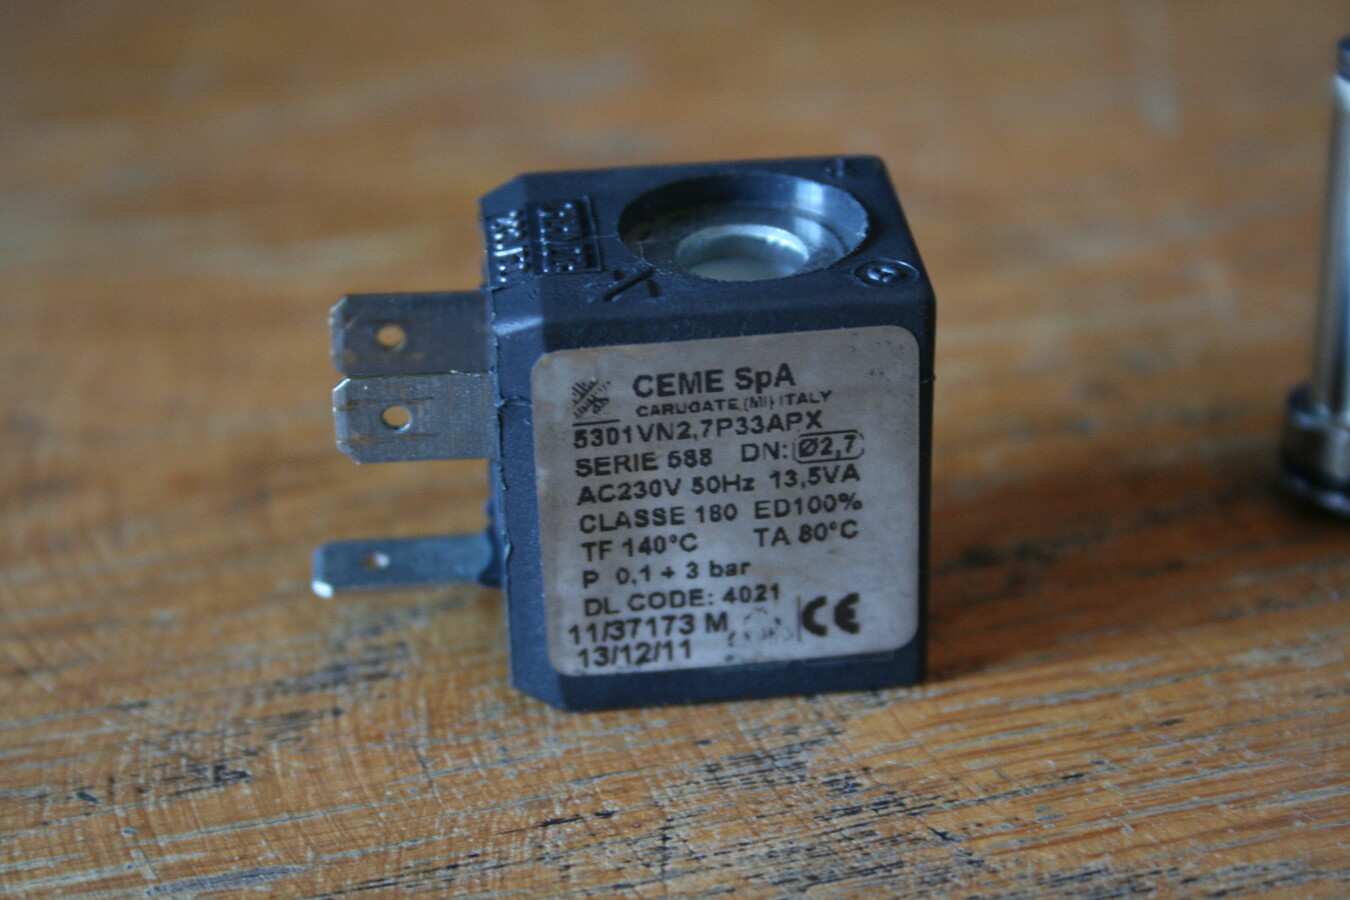 CEME SpA
CARUGATE (MI) ITALY
5301VN2,7P33APX
SERIE 588 DN: Ø2,7
AC230V 50Hz 13,5VA
CLASSE 180 ED100%
TF 140°C TA 80°C
P 0,1 ÷ 3 bar
DL CODE: 4021
11/37173 M CE
13/12/11